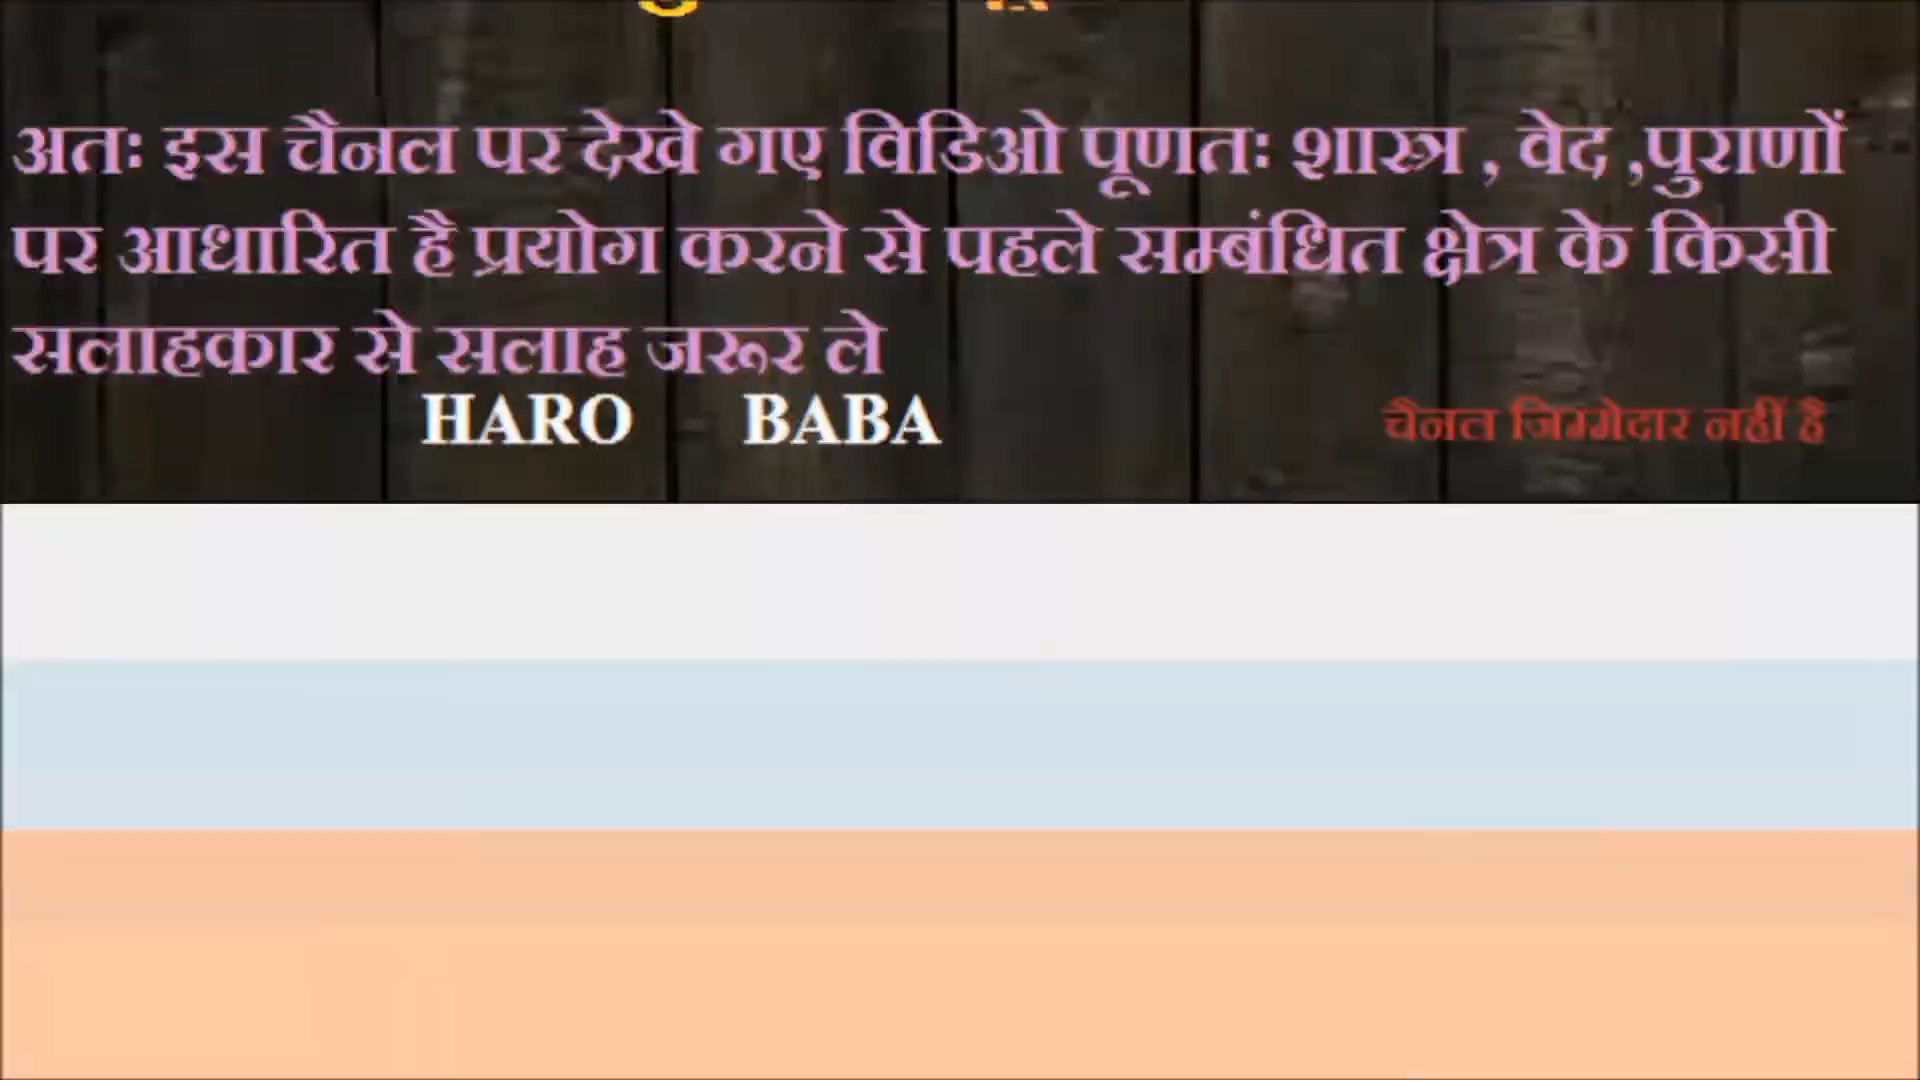 अतः इस चैनल पर देखे गए विडिओ पूणतः शास्त्र , वेद ,पुराणों
पर आधारित है प्रयोग करने से पहले सम्बंधित क्षेत्र के किसी
सलाहकार से सलाह जरूर ले
HARO BABA
चैनल जिम्मेदार नहीं है